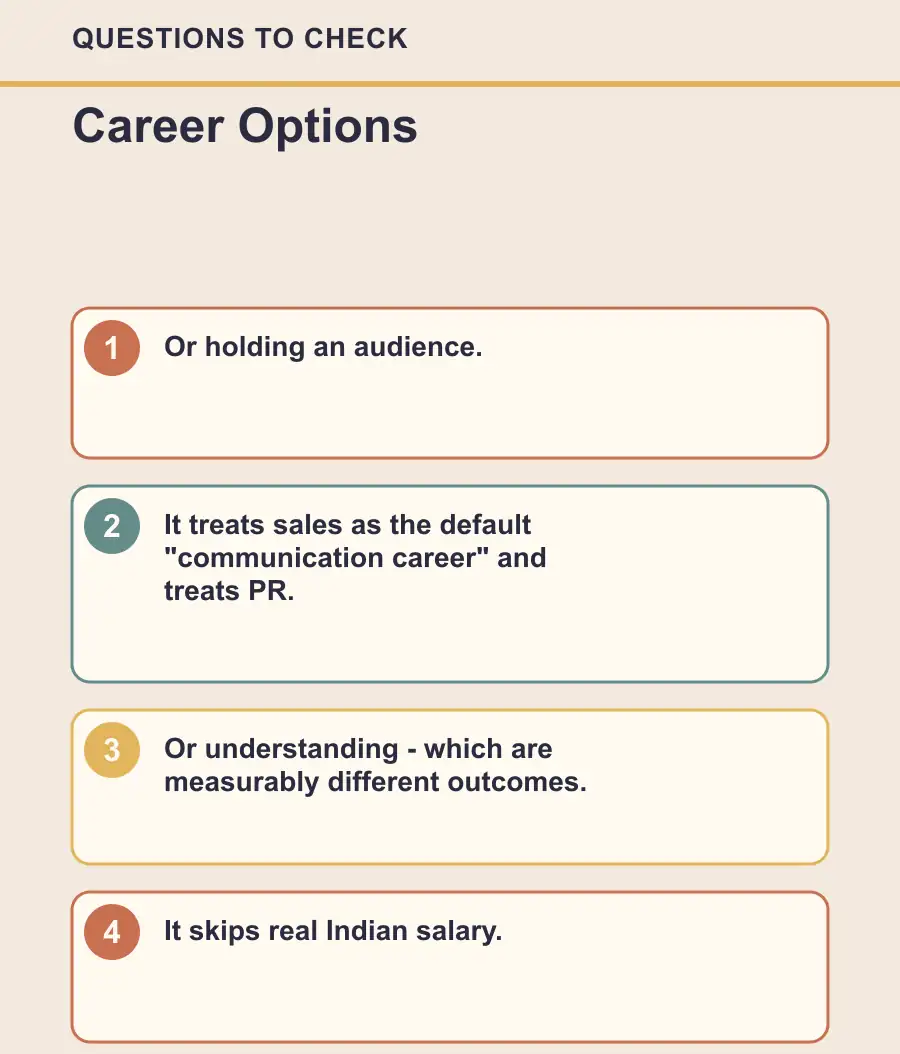 QUESTIONS TO CHECK
Career Options
1
Or holding an audience.
2
It treats sales as the default
"communication career" and
treats PR.
3
Or understanding - which are
measurably different outcomes.
4
It skips real Indian salary.